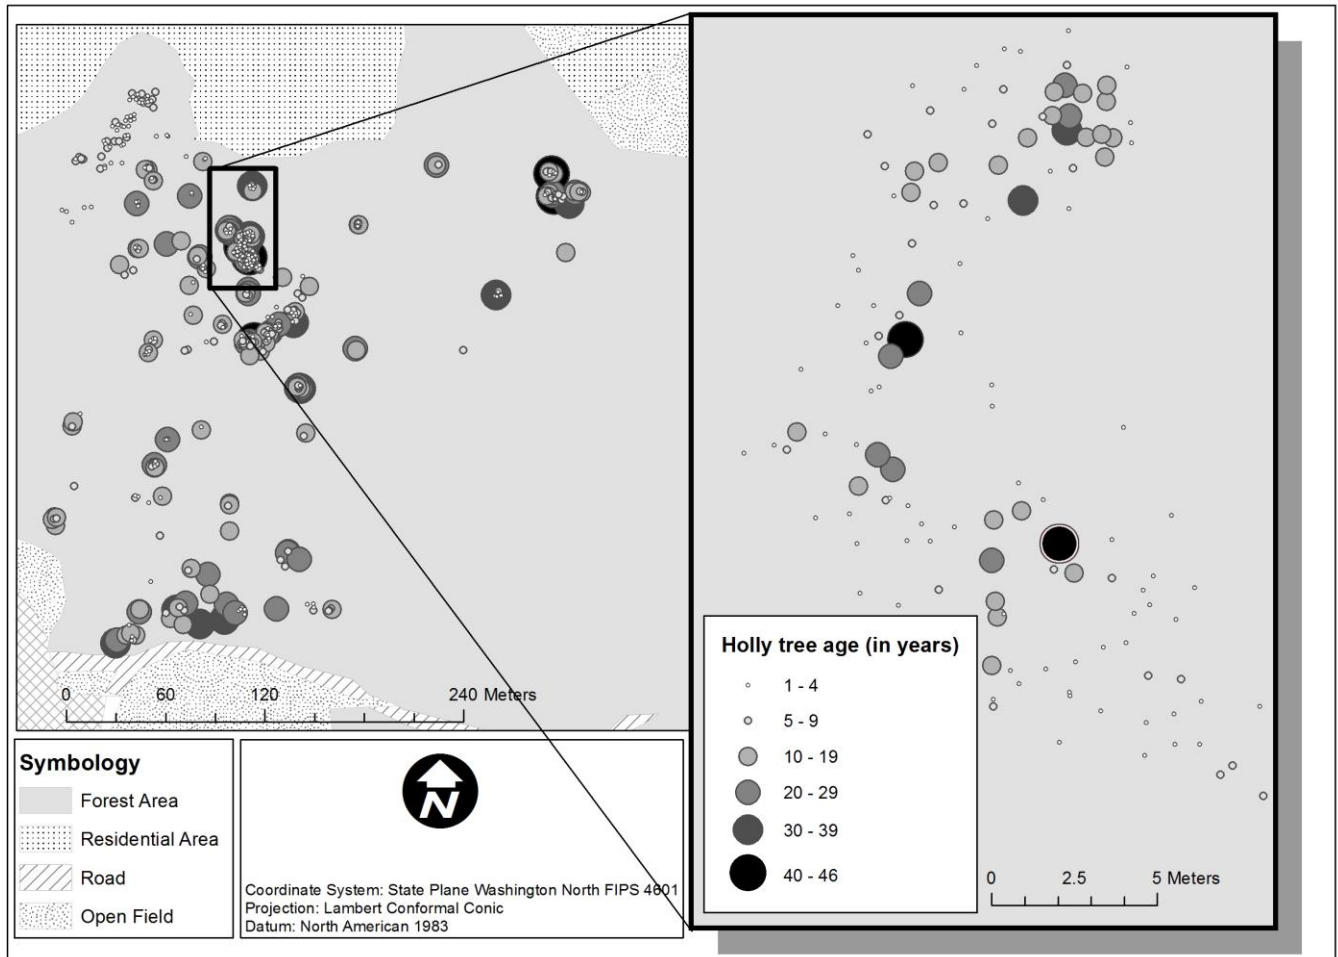 0 60 120 240 Meters
Symbology
Forest Area
Residential Area
Road
Open Field
N
Coordinate System: State Plane Washington North FIPS 4601
Projection: Lambert Conformal Conic
Datum: North American 1983
Holly tree age (in years)
1 - 4
5 - 9
10 - 19
20 - 29
30 - 39
40 - 46
0 2.5 5 Meters